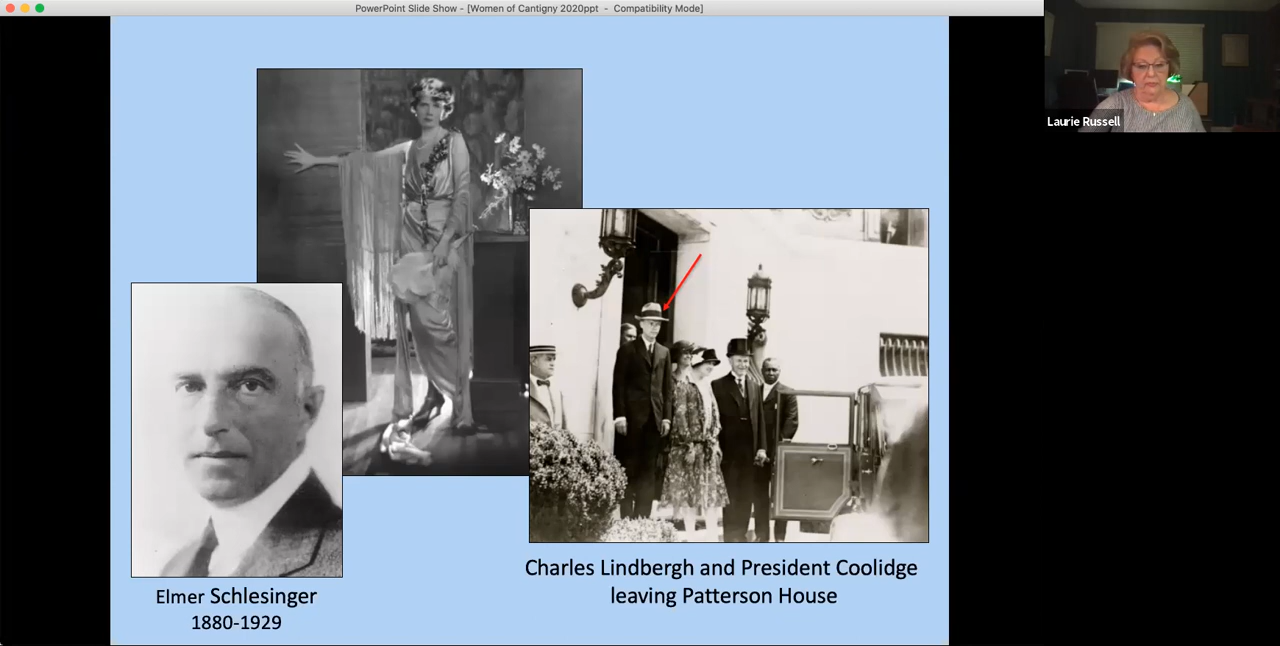 PowerPoint Slide Show - [Women of Cantigny 2020ppt - Compatibility Mode]
Laurie Russell
Charles Lindbergh and President Coolidge
leaving Patterson House
Elmer Schlesinger
1880-1929